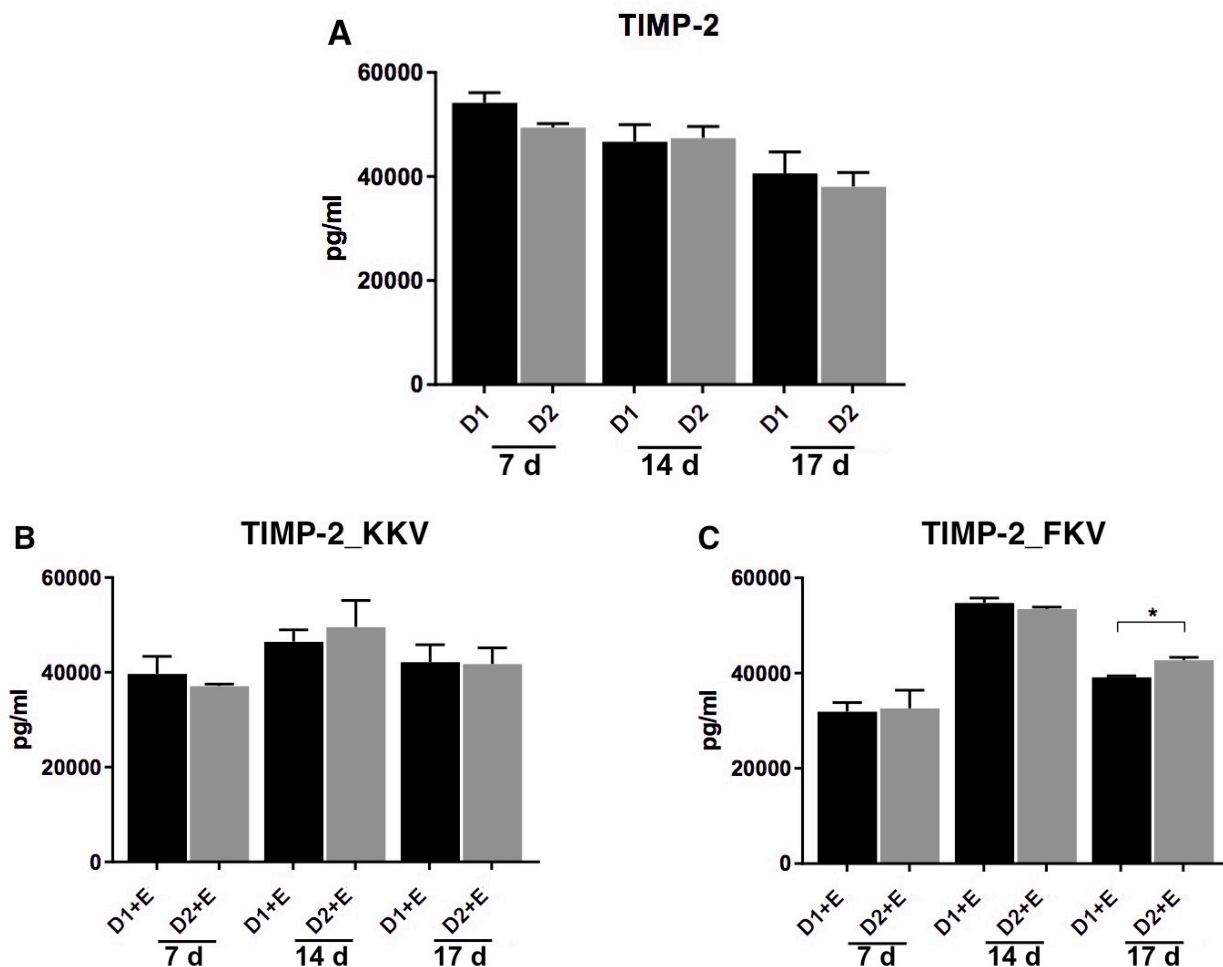 A
TIMP-2
60000
40000
20000
0
pg/ml
D1 D2 D1 D2 D1 D2
7 d 14 d 17 d
B
TIMP-2_KKV
60000
40000
20000
0
pg/ml
D1+E D2+E D1+E D2+E D1+E D2+E
7 d 14 d 17 d
C
TIMP-2_FKV
60000
40000
20000
0
pg/ml
*
D1+E D2+E D1+E D2+E D1+E D2+E
7 d 14 d 17 d